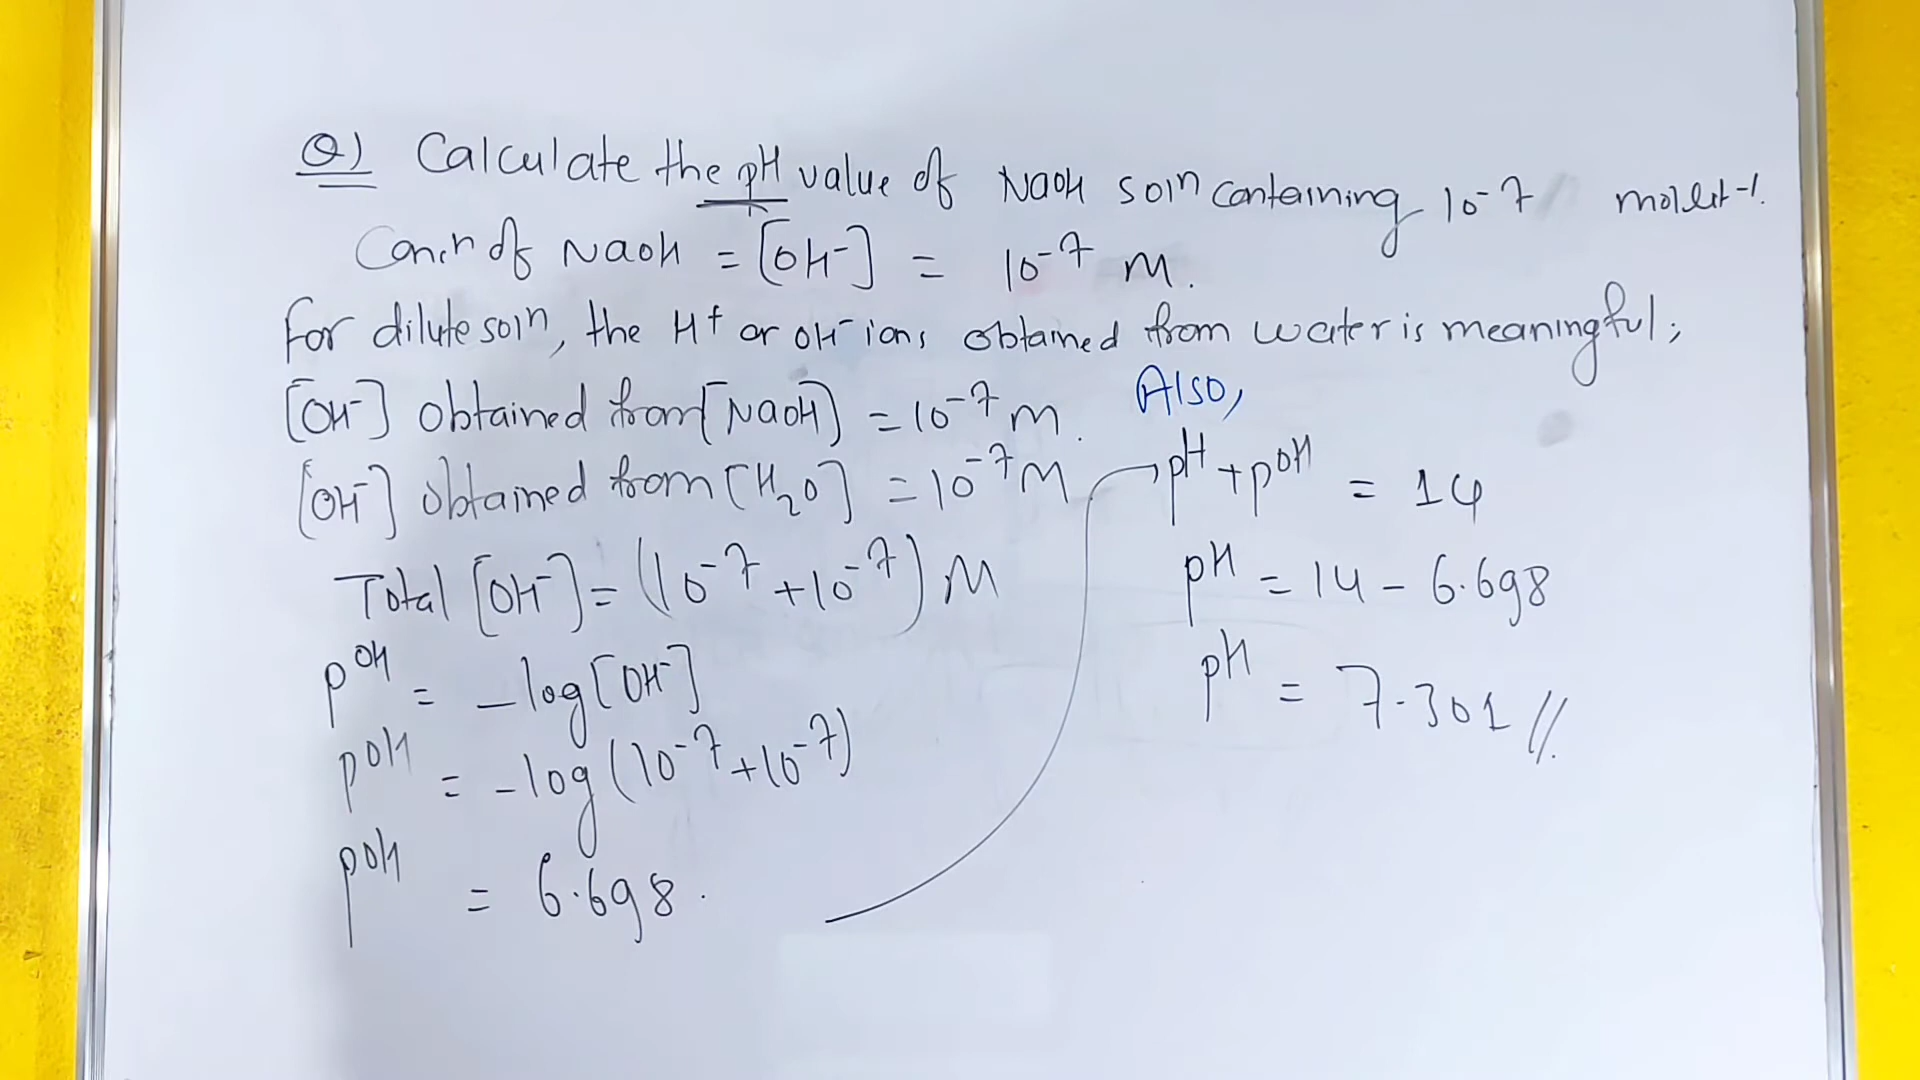 Q) Calculate the pH value of NaOH soln containing 10-7 mol lit-1.
Conc.n of NaOH = [OH-] = 10-7 M.
For dilute soln, the H+ or OH- ions obtained from water is meaningful;
[OH-] obtained from [NaOH] = 10-7 M.
[OH-] obtained from [H2O] = 10-7 M
Total [OH-] = (10-7 + 10-7) M
pOH = -log[OH-]
pOH = -log(10-7 + 10-7)
pOH = 6.698.
Also,
pH + pOH = 14
pH = 14 - 6.698
pH = 7.301 //.